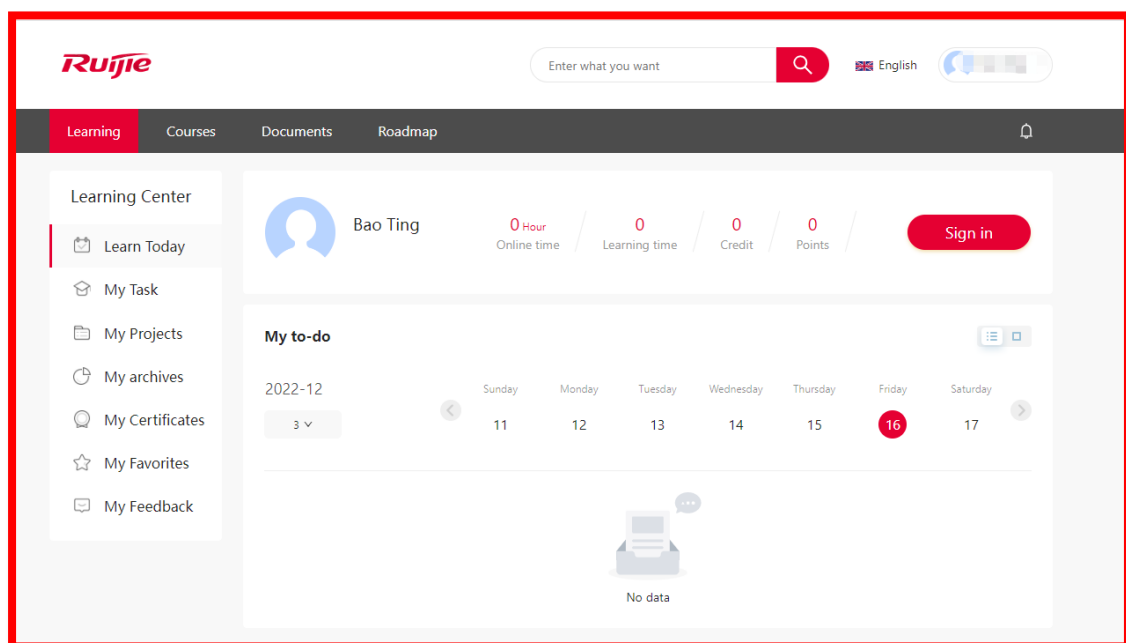 Ruijie
Enter what you want
English
Learning Courses Documents Roadmap
Learning Center
Learn Today
My Task
My Projects
My archives
My Certificates
My Favorites
My Feedback
Bao Ting
0 Hour
Online time
0
Learning time
0
Credit
0
Points
Sign in
My to-do
2022-12
3
Sunday Monday Tuesday Wednesday Thursday Friday Saturday
11 12 13 14 15 16 17
No data